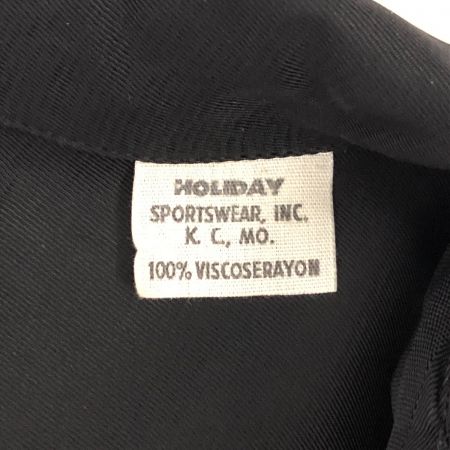 HOLIDAY
SPORTSWEAR, INC.
K. C., MO.
100% VISCOSERAYON